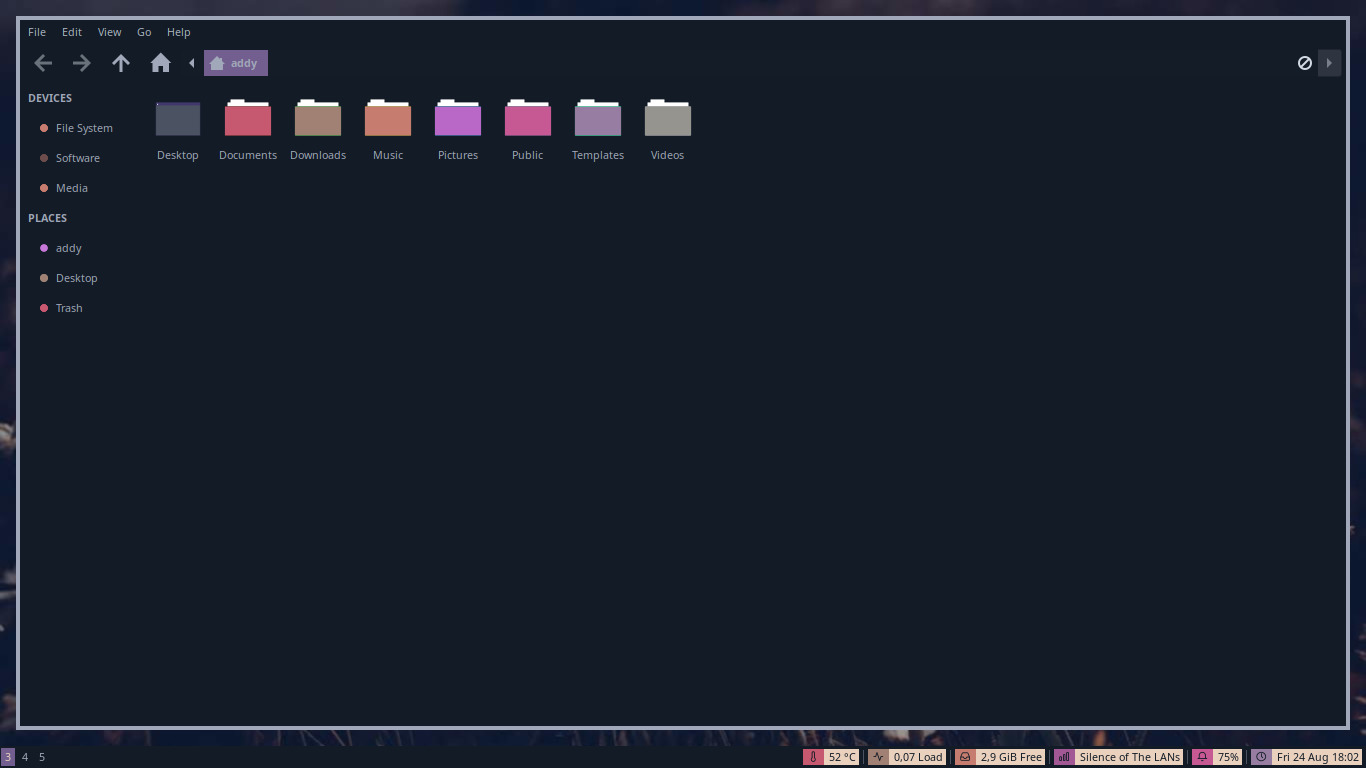 File Edit View Go Help
addy
DEVICES
File System
Software
Media
PLACES
addy
Desktop
Trash
Desktop Documents Downloads Music Pictures Public Templates Videos
3 4 5 52 °C 0,07 Load 2,9 GiB Free Silence of The LANs 75% Fri 24 Aug 18:02